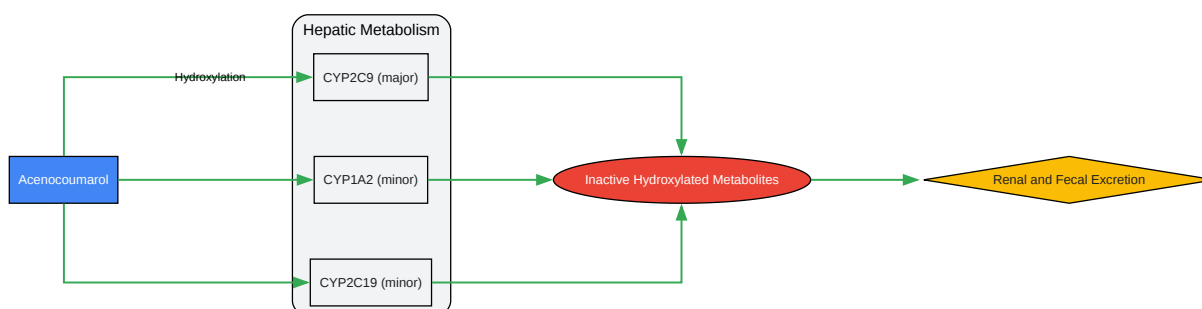 Hepatic Metabolism
Hydroxylation
CYP2C9 (major)
Acenocoumarol
CYP1A2 (minor)
Inactive Hydroxylated Metabolites
Renal and Fecal Excretion
CYP2C19 (minor)